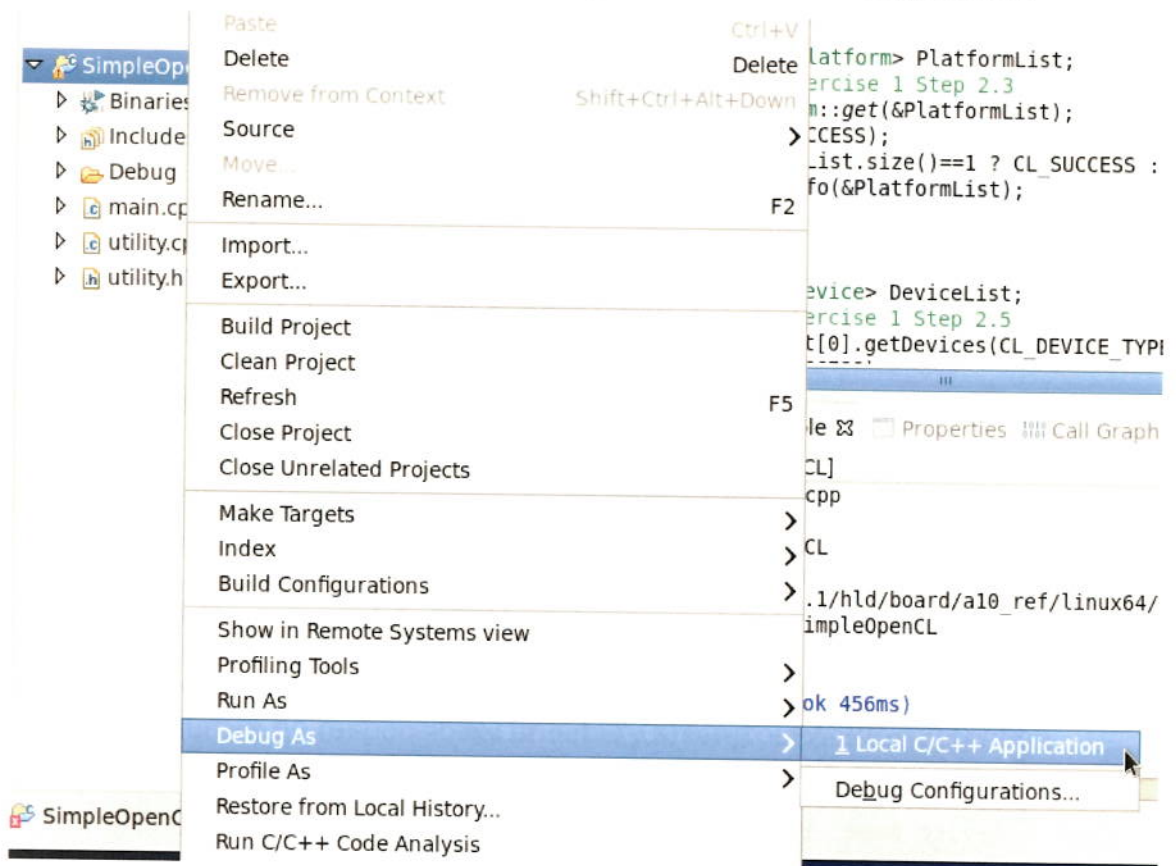 SimpleOpe
Binaries
Include
Debug
main.cp
utility.cp
utility.h
Paste Ctrl+V
Delete Delete
Remove from Context Shift+Ctrl+Alt+Down
Source
Move...
Rename... F2
Import...
Export...
Build Project
Clean Project
Refresh F5
Close Project
Close Unrelated Projects
Make Targets
Index
Build Configurations
Show in Remote Systems view
Profiling Tools
Run As
Debug As
Profile As
Restore from Local History...
Run C/C++ Code Analysis
1 Local C/C++ Application
Debug Configurations...
latform> PlatformList;
ercise 1 Step 2.3
m::get(&PlatformList);
CCESS);
List.size()==1 ? CL_SUCCESS :
fo(&PlatformList);
evice> DeviceList;
ercise 1 Step 2.5
t[0].getDevices(CL_DEVICE_TYPE
le Properties Call Graph
CL]
cpp
CL
.1/hld/board/a10_ref/linux64/
impleOpenCL
ok 456ms)
SimpleOpenC